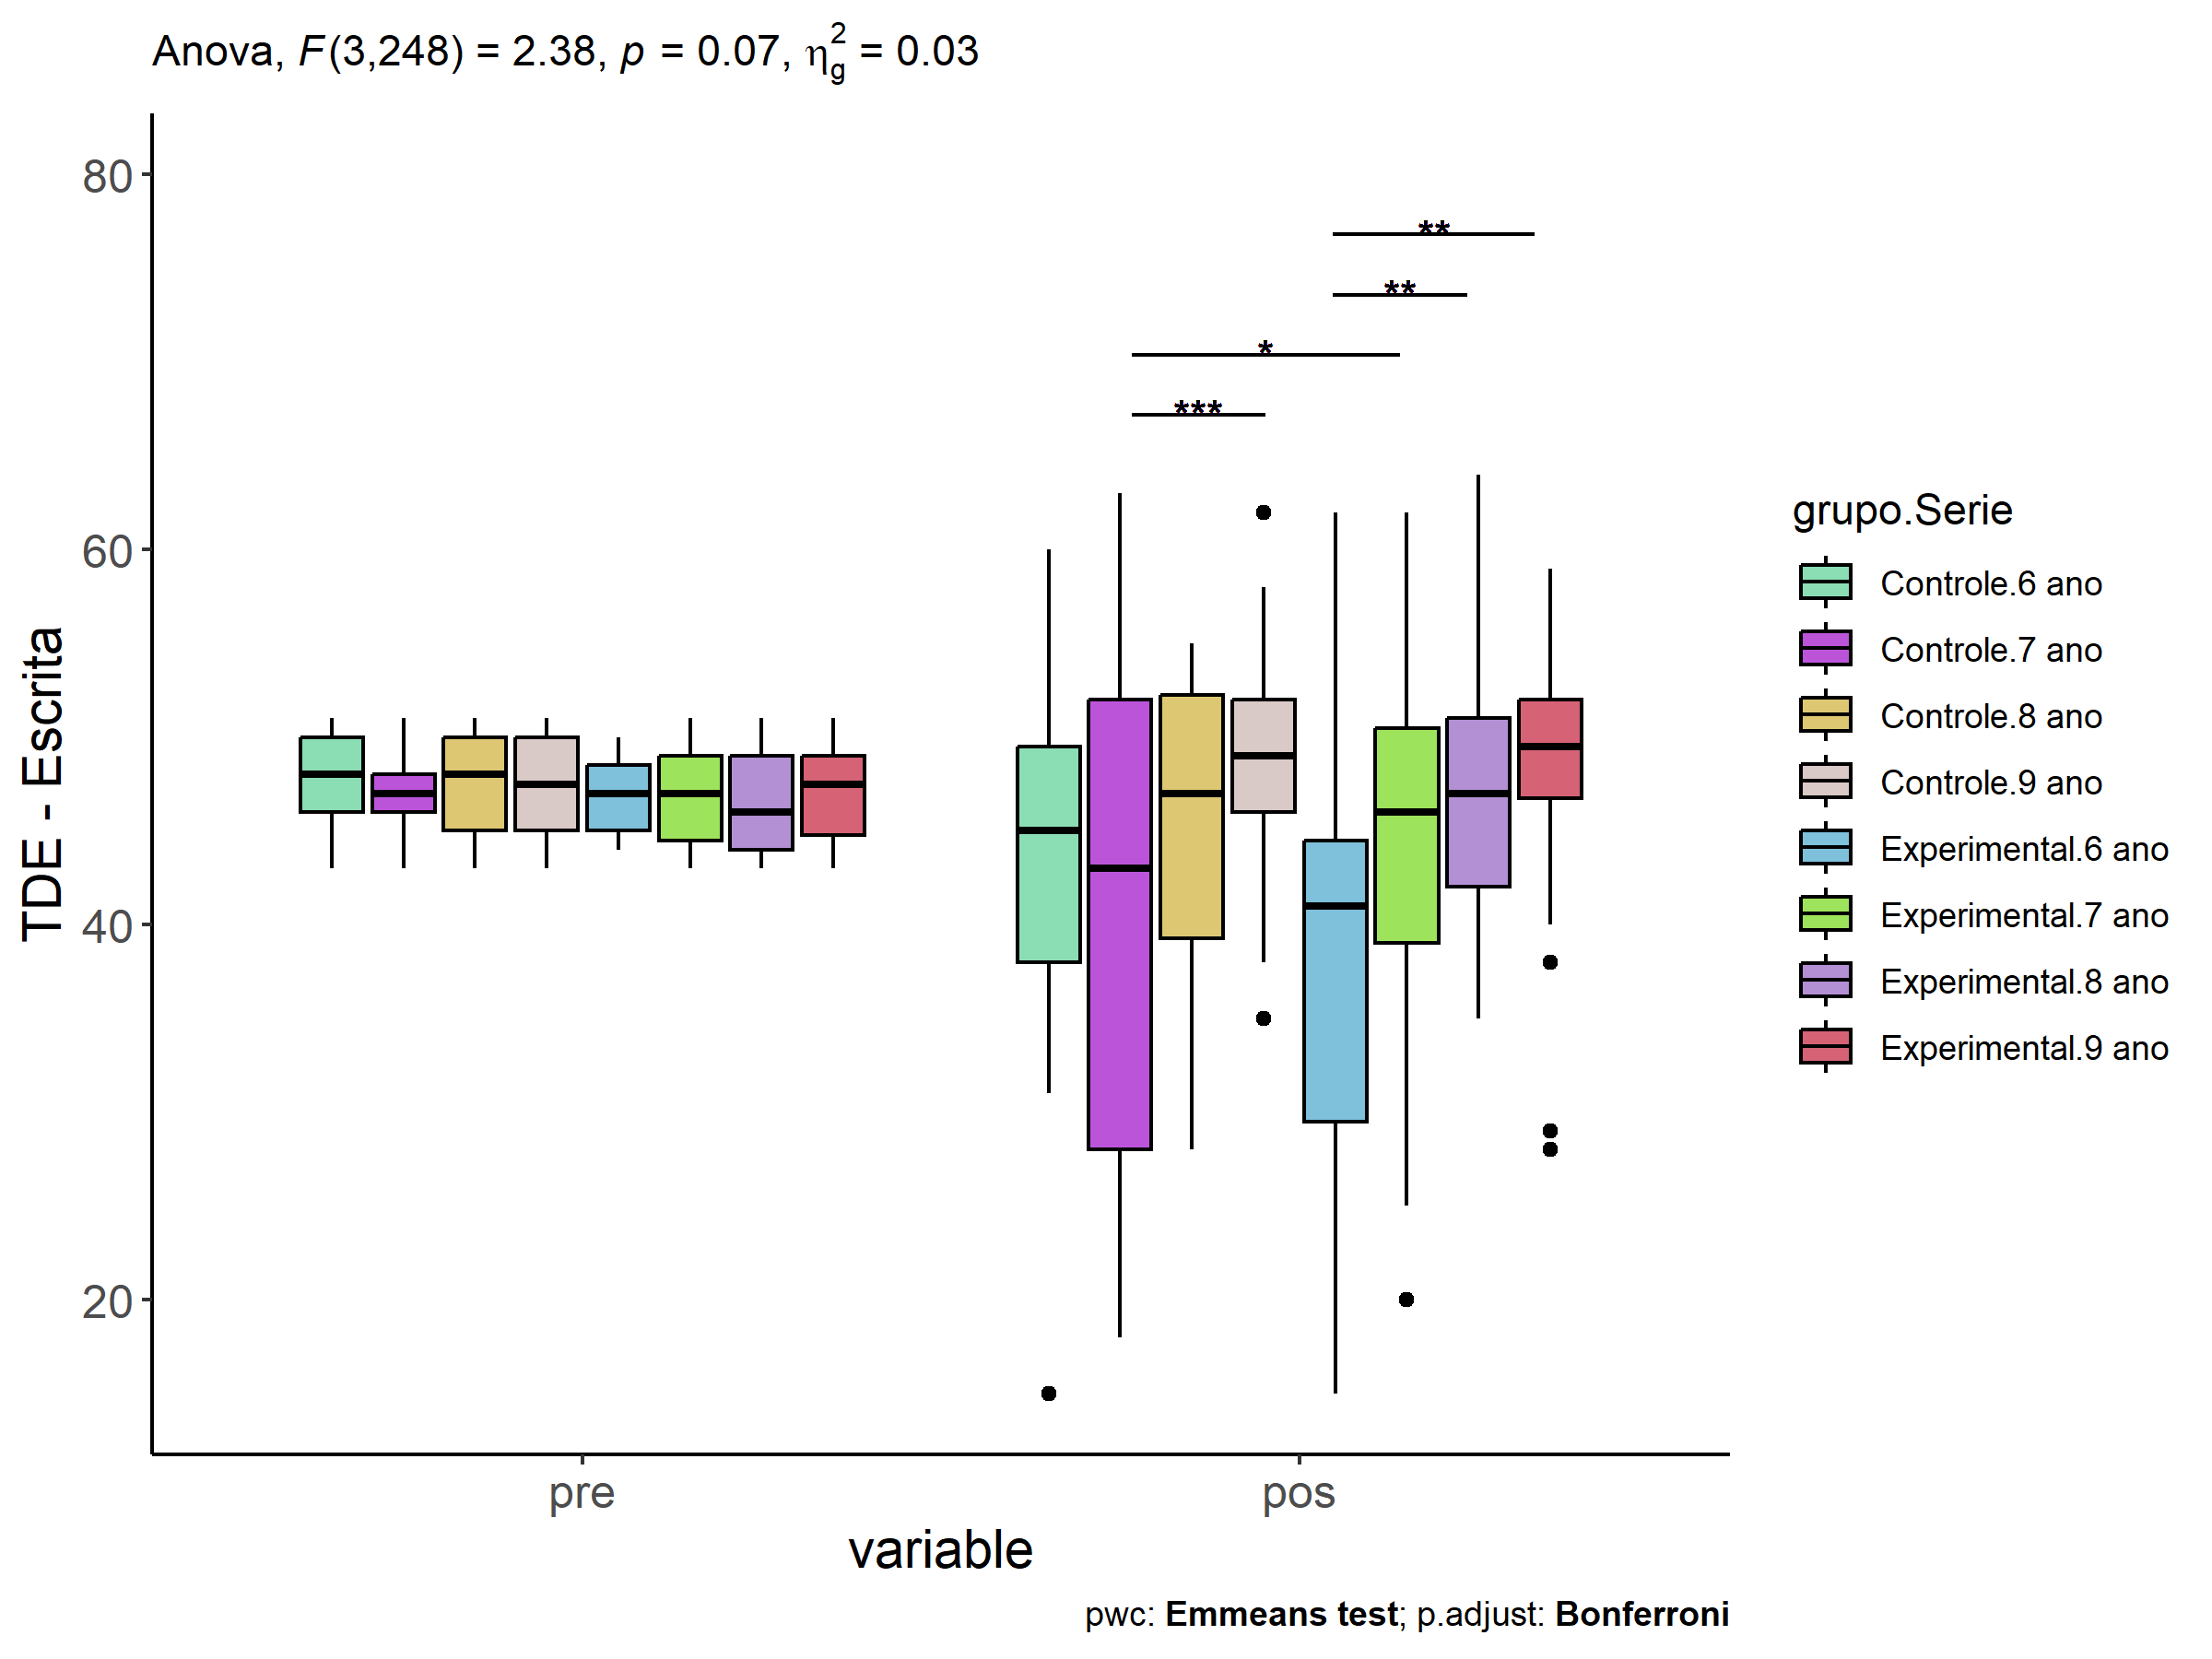 Anova, F(3,248) = 2.38, p = 0.07, η²g = 0.03
80
60
40
20
TDE - Escrita
**
**
*
***
pre
pos
variable
grupo.Serie
Controle.6 ano
Controle.7 ano
Controle.8 ano
Controle.9 ano
Experimental.6 ano
Experimental.7 ano
Experimental.8 ano
Experimental.9 ano
pwc: Emmeans test; p.adjust: Bonferroni